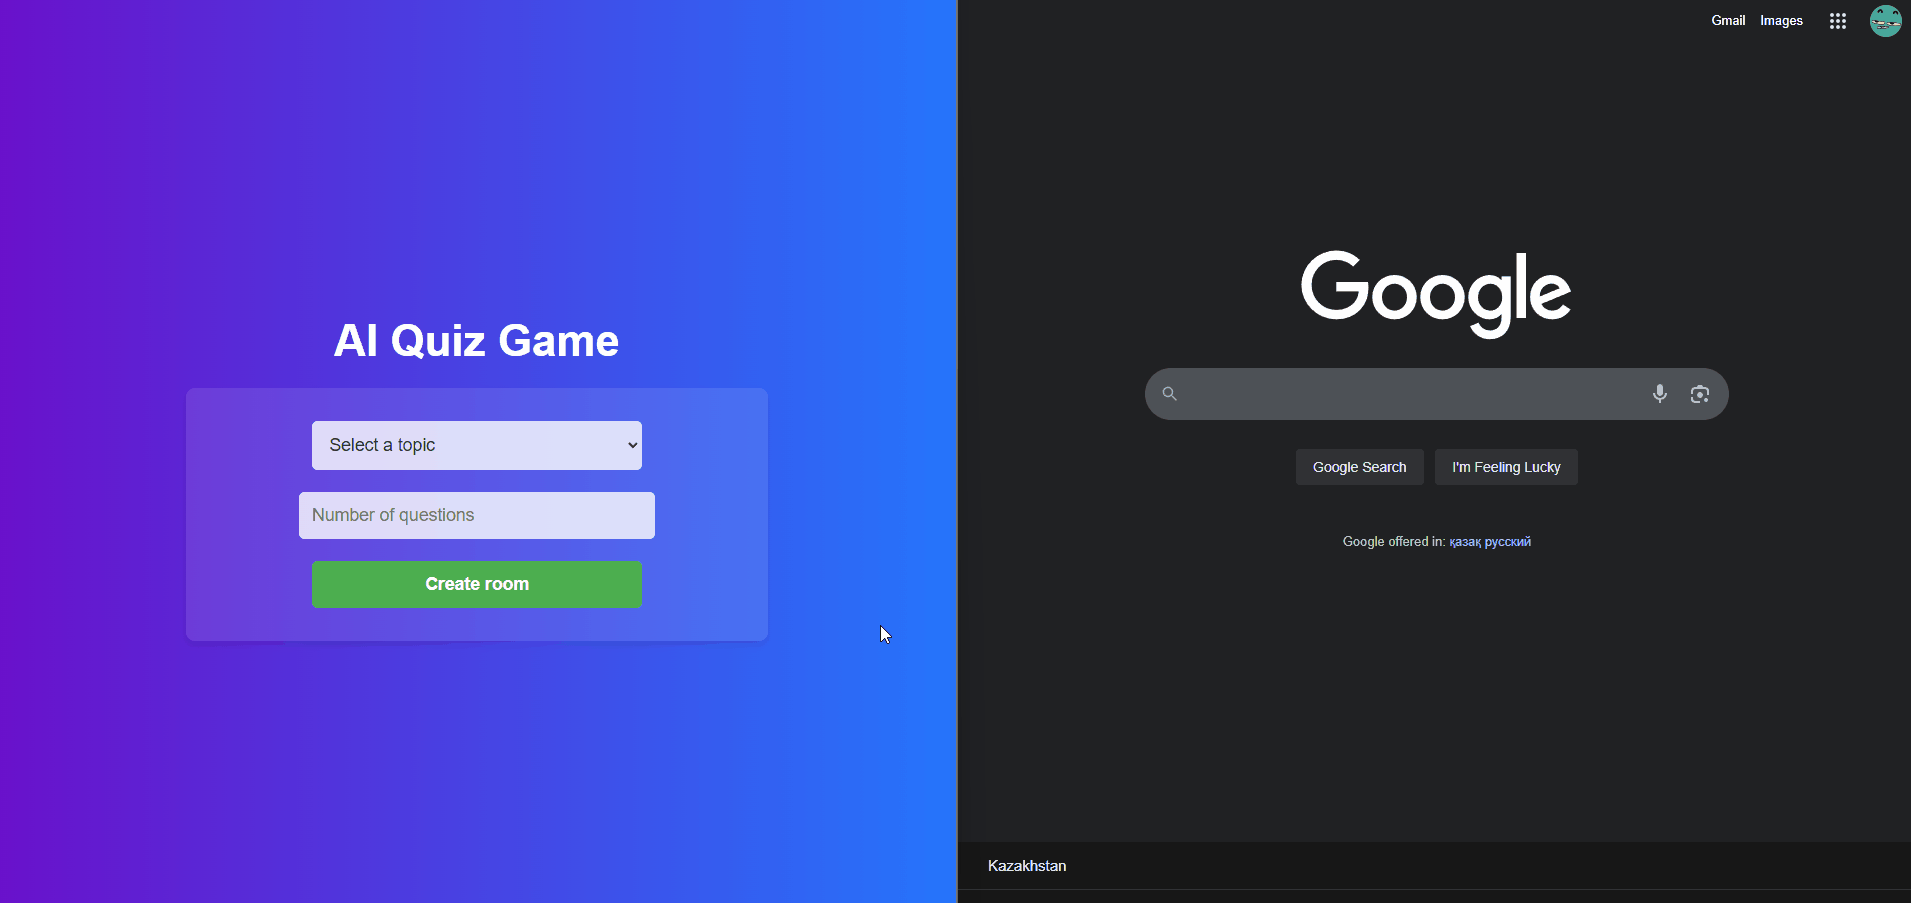 AI Quiz Game
Select a topic
Number of questions
Create room
Gmail Images
Google
Google Search I'm Feeling Lucky
Google offered in: қазақ русский
Kazakhstan